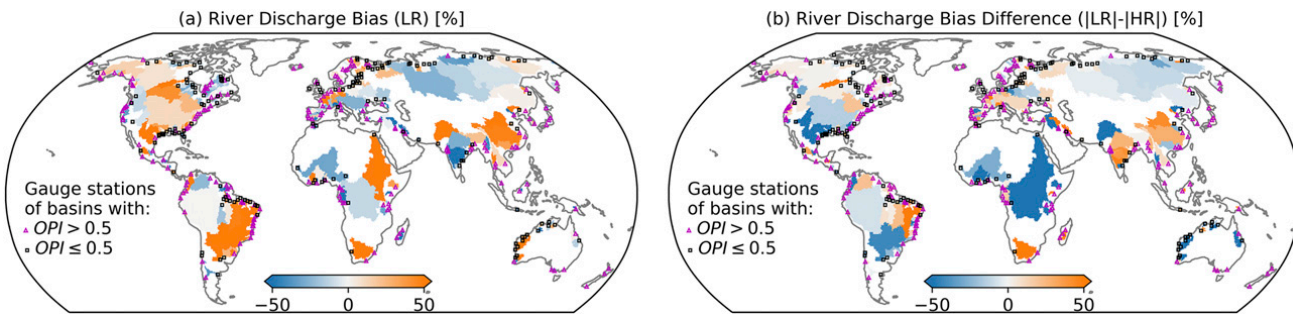 (a) River Discharge Bias (LR) [%]
Gauge stations
of basins with:
OPI > 0.5
OPI ≤ 0.5
−50 0 50
(b) River Discharge Bias Difference (|LR|-|HR|) [%]
Gauge stations
of basins with:
OPI > 0.5
OPI ≤ 0.5
−50 0 50